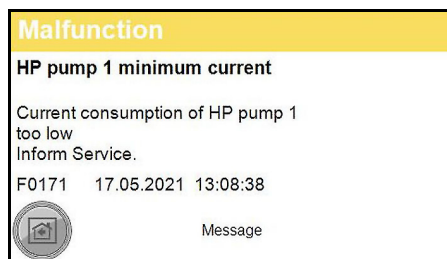 Malfunction
HP pump 1 minimum current
Current consumption of HP pump 1
too low
Inform Service.
F0171 17.05.2021 13:08:38
Message